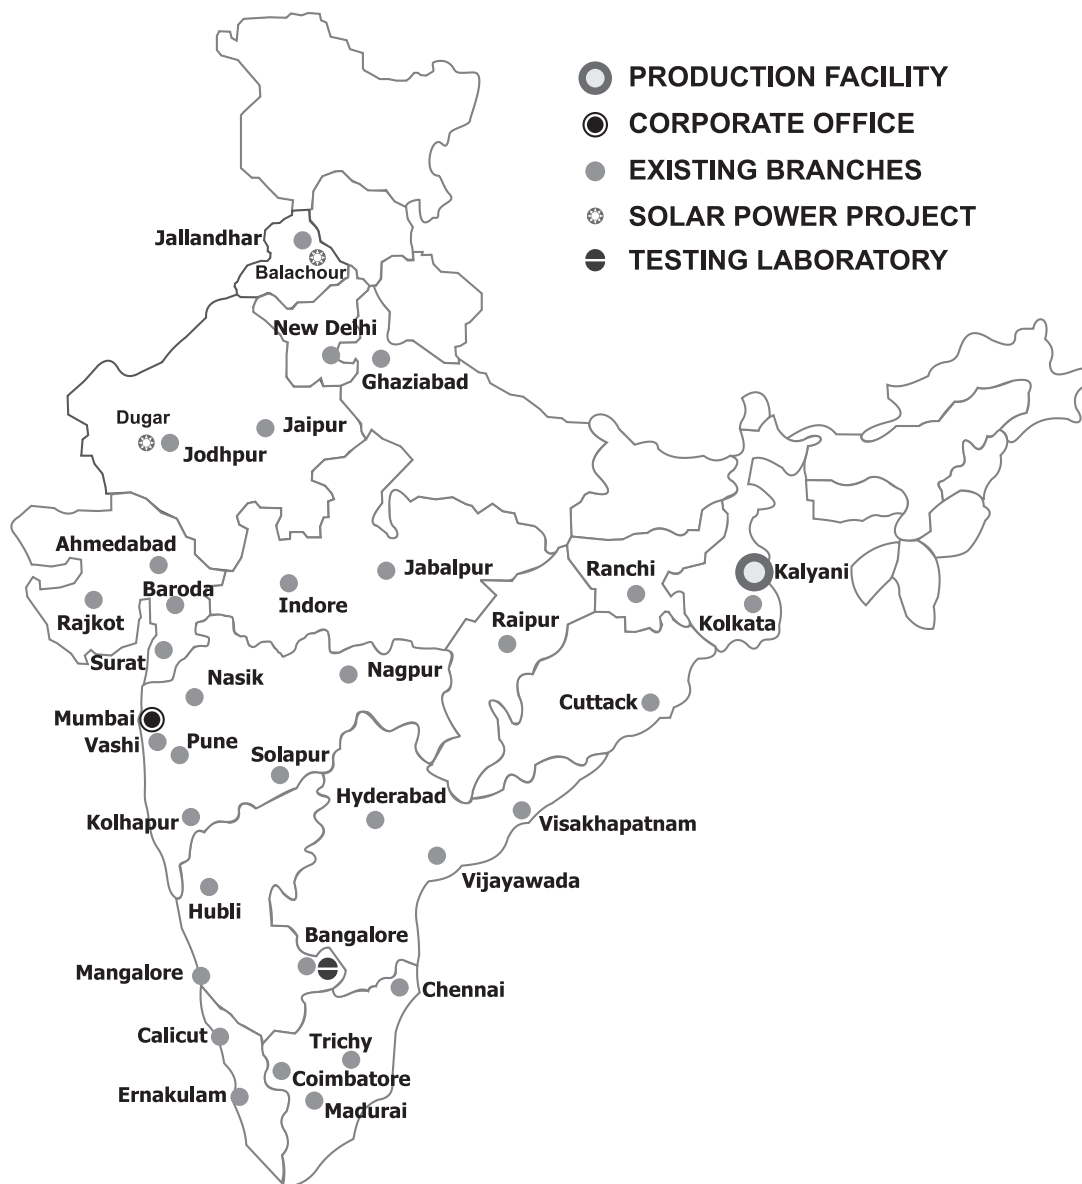 PRODUCTION FACILITY
CORPORATE OFFICE
EXISTING BRANCHES
SOLAR POWER PROJECT
TESTING LABORATORY
Jallandhar
Balachour
New Delhi
Ghaziabad
Dugar
Jaipur
Jodhpur
Ahmedabad
Baroda
Rajkot
Surat
Indore
Jabalpur
Ranchi
Kalyani
Kolkata
Raipur
Nasik
Nagpur
Cuttack
Mumbai
Vashi
Pune
Solapur
Hyderabad
Kolhapur
Visakhapatnam
Vijayawada
Hubli
Bangalore
Mangalore
Chennai
Calicut
Trichy
Coimbatore
Ernakulam
Madurai